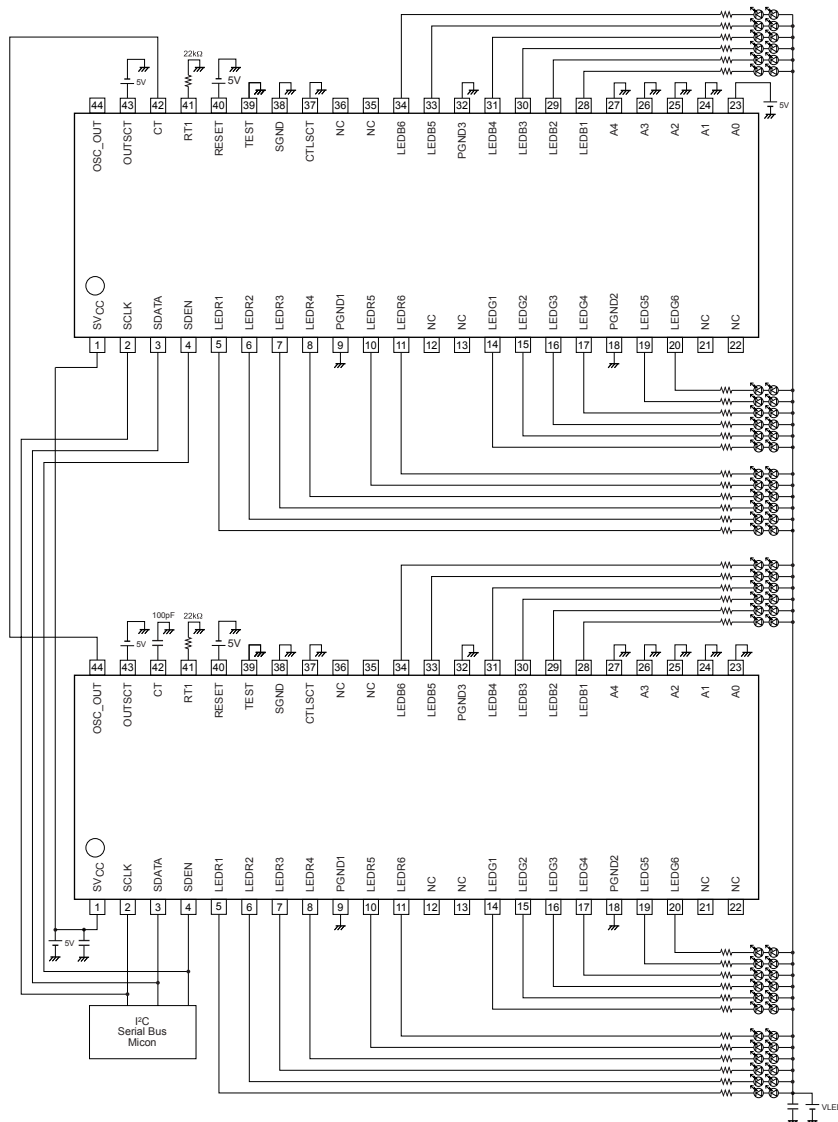 22kΩ
5V
5V
44 43 42 41 40 39 38 37 36 35 34 33 32 31 30 29 28 27 26 25 24 23
5V
OSC_OUT OUTSCT CT RT1 RESET TEST SGND CTLSCT NC NC LEDB6 LEDB5 PGND3 LEDB4 LEDB3 LEDB2 LEDB1 A4 A3 A2 A1 A0
SVCC SCLK SDATA SDEN LEDR1 LEDR2 LEDR3 LEDR4 PGND1 LEDR5 LEDR6 NC NC LEDG1 LEDG2 LEDG3 LEDG4 PGND2 LEDG5 LEDG6 NC NC
1 2 3 4 5 6 7 8 9 10 11 12 13 14 15 16 17 18 19 20 21 22
100pF 22kΩ
5V
5V
44 43 42 41 40 39 38 37 36 35 34 33 32 31 30 29 28 27 26 25 24 23
OSC_OUT OUTSCT CT RT1 RESET TEST SGND CTLSCT NC NC LEDB6 LEDB5 PGND3 LEDB4 LEDB3 LEDB2 LEDB1 A4 A3 A2 A1 A0
SVCC SCLK SDATA SDEN LEDR1 LEDR2 LEDR3 LEDR4 PGND1 LEDR5 LEDR6 NC NC LEDG1 LEDG2 LEDG3 LEDG4 PGND2 LEDG5 LEDG6 NC NC
1 2 3 4 5 6 7 8 9 10 11 12 13 14 15 16 17 18 19 20 21 22
5V
I²C
Serial Bus
Micon